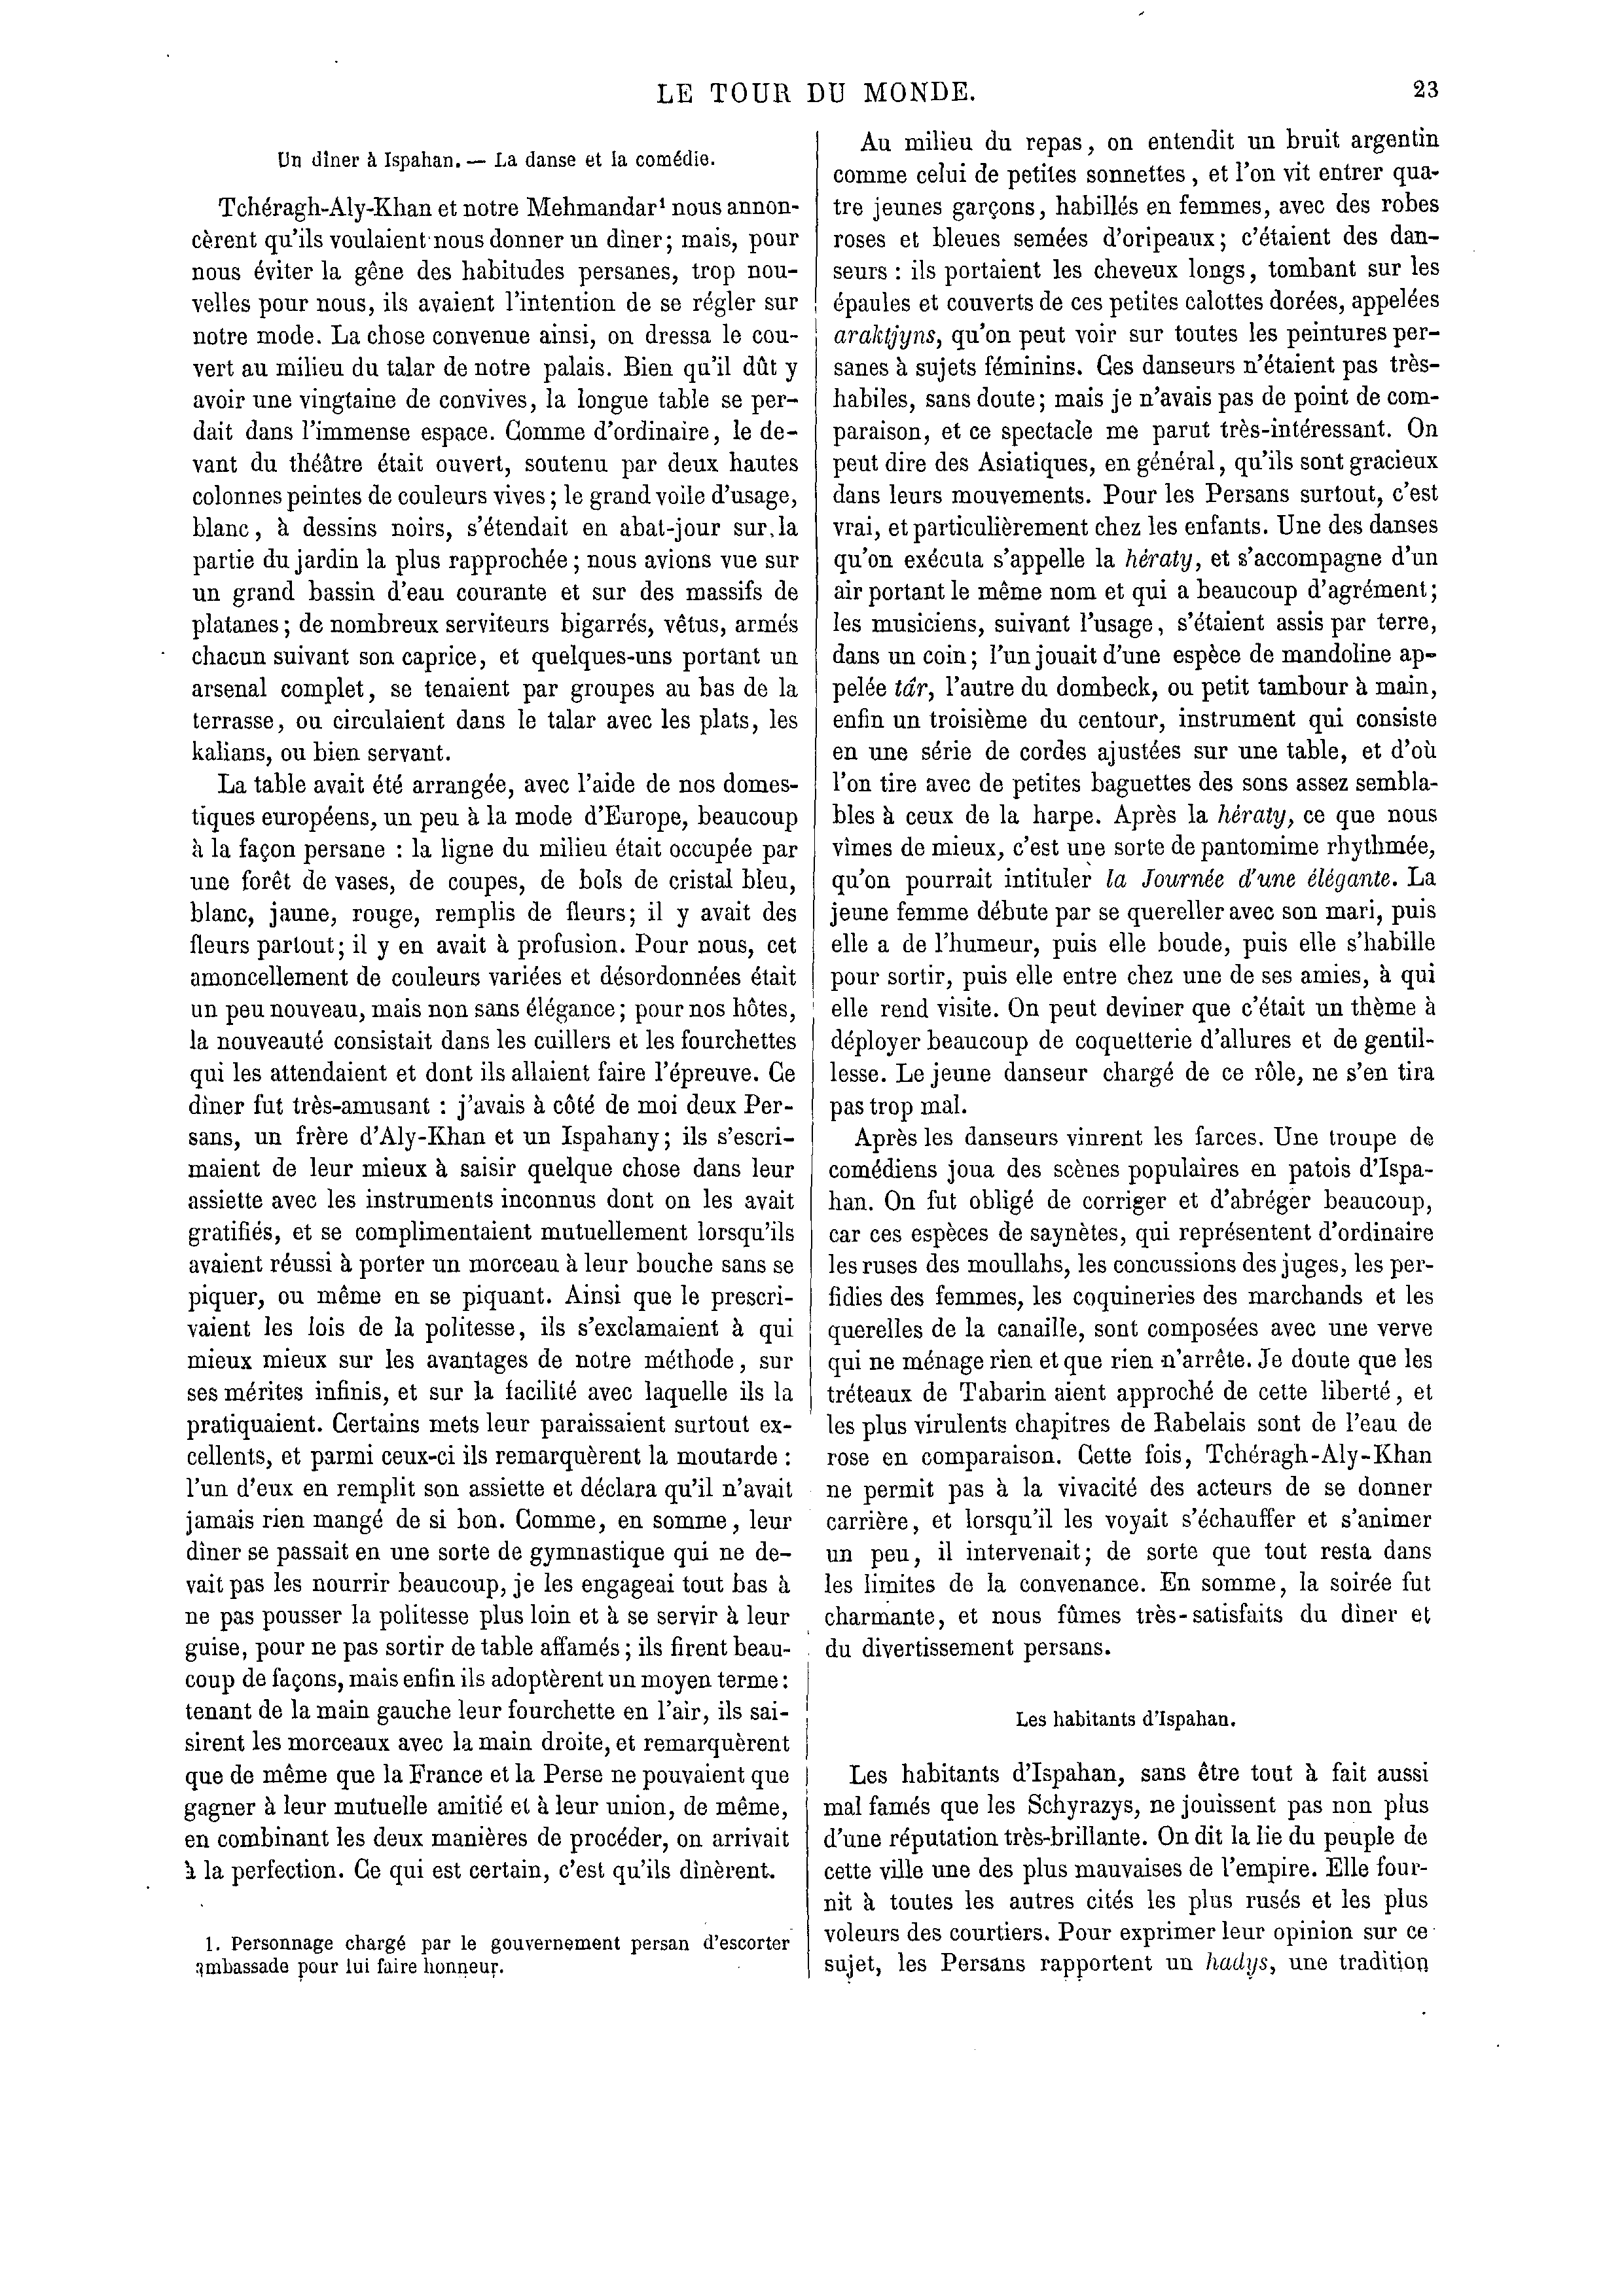 LE TOUR DU MONDE.
23
Un dîner à Ispahan. — La danse et la comédie.
Tchéragh-Aly-Khan et notre Mehmandar¹ nous annon-
cèrent qu'ils voulaient nous donner un dîner; mais, pour
nous éviter la gêne des habitudes persanes, trop nou-
velles pour nous, ils avaient l'intention de se régler sur
notre mode. La chose convenue ainsi, on dressa le cou-
vert au milieu du talar de notre palais. Bien qu'il dût y
avoir une vingtaine de convives, la longue table se per-
dait dans l'immense espace. Comme d'ordinaire, le de-
vant du théâtre était ouvert, soutenu par deux hautes
colonnes peintes de couleurs vives; le grand voile d'usage,
blanc, à dessins noirs, s'étendait en abat-jour sur la
partie du jardin la plus rapprochée; nous avions vue sur
un grand bassin d'eau courante et sur des massifs de
platanes; de nombreux serviteurs bigarrés, vêtus, armés
chacun suivant son caprice, et quelques-uns portant un
arsenal complet, se tenaient par groupes au bas de la
terrasse, ou circulaient dans le talar avec les plats, les
kalians, ou bien servant.
La table avait été arrangée, avec l'aide de nos domes-
tiques européens, un peu à la mode d'Europe, beaucoup
à la façon persane : la ligne du milieu était occupée par
une forêt de vases, de coupes, de bols de cristal bleu,
blanc, jaune, rouge, remplis de fleurs; il y avait des
fleurs partout; il y en avait à profusion. Pour nous, cet
amoncellement de couleurs variées et désordonnées était
un peu nouveau, mais non sans élégance; pour nos hôtes,
la nouveauté consistait dans les cuillers et les fourchettes
qui les attendaient et dont ils allaient faire l'épreuve. Ce
dîner fut très-amusant : j'avais à côté de moi deux Per-
sans, un frère d'Aly-Khan et un Ispahany; ils s'escri-
maient de leur mieux à saisir quelque chose dans leur
assiette avec les instruments inconnus dont on les avait
gratifiés, et se complimentaient mutuellement lorsqu'ils
avaient réussi à porter un morceau à leur bouche sans se
piquer, ou même en se piquant. Ainsi que le prescri-
vaient les lois de la politesse, ils s'exclamaient à qui
mieux mieux sur les avantages de notre méthode, sur
ses mérites infinis, et sur la facilité avec laquelle ils la
pratiquaient. Certains mets leur paraissaient surtout ex-
cellents, et parmi ceux-ci ils remarquèrent la moutarde :
l'un d'eux en remplit son assiette et déclara qu'il n'avait
jamais rien mangé de si bon. Comme, en somme, leur
dîner se passait en une sorte de gymnastique qui ne de-
vait pas les nourrir beaucoup, je les engageai tout bas à
ne pas pousser la politesse plus loin et à se servir à leur
guise, pour ne pas sortir de table affamés; ils firent beau-
coup de façons, mais enfin ils adoptèrent un moyen terme:
tenant de la main gauche leur fourchette en l'air, ils sai-
sirent les morceaux avec la main droite, et remarquèrent
que de même que la France et la Perse ne pouvaient que
gagner à leur mutuelle amitié et à leur union, de même,
en combinant les deux manières de procéder, on arrivait
à la perfection. Ce qui est certain, c'est qu'ils dînèrent.
1. Personnage chargé par le gouvernement persan d'escorter
ambassade pour lui faire honneur.
Au milieu du repas, on entendit un bruit argentin
comme celui de petites sonnettes, et l'on vit entrer qua-
tre jeunes garçons, habillés en femmes, avec des robes
roses et bleues semées d'oripeaux; c'étaient des dan-
seurs : ils portaient les cheveux longs, tombant sur les
épaules et couverts de ces petites calottes dorées, appelées
araktjyns, qu'on peut voir sur toutes les peintures per-
sanes à sujets féminins. Ces danseurs n'étaient pas très-
habiles, sans doute; mais je n'avais pas de point de com-
paraison, et ce spectacle me parut très-intéressant. On
peut dire des Asiatiques, en général, qu'ils sont gracieux
dans leurs mouvements. Pour les Persans surtout, c'est
vrai, et particulièrement chez les enfants. Une des danses
qu'on exécuta s'appelle la hératy, et s'accompagne d'un
air portant le même nom et qui a beaucoup d'agrément;
les musiciens, suivant l'usage, s'étaient assis par terre,
dans un coin; l'un jouait d'une espèce de mandoline ap-
pelée târ, l'autre du dombeck, ou petit tambour à main,
enfin un troisième du centour, instrument qui consiste
en une série de cordes ajustées sur une table, et d'où
l'on tire avec de petites baguettes des sons assez sembla-
bles à ceux de la harpe. Après la hératy, ce que nous
vîmes de mieux, c'est une sorte de pantomime rhythmée,
qu'on pourrait intituler la Journée d'une élégante. La
jeune femme débute par se quereller avec son mari, puis
elle a de l'humeur, puis elle boude, puis elle s'habille
pour sortir, puis elle entre chez une de ses amies, à qui
elle rend visite. On peut deviner que c'était un thème à
déployer beaucoup de coquetterie d'allures et de gentil-
lesse. Le jeune danseur chargé de ce rôle, ne s'en tira
pas trop mal.
Après les danseurs vinrent les farces. Une troupe de
comédiens joua des scènes populaires en patois d'Ispa-
han. On fut obligé de corriger et d'abréger beaucoup,
car ces espèces de saynètes, qui représentent d'ordinaire
les ruses des moullahs, les concussions des juges, les per-
fidies des femmes, les coquineries des marchands et les
querelles de la canaille, sont composées avec une verve
qui ne ménage rien et que rien n'arrête. Je doute que les
tréteaux de Tabarin aient approché de cette liberté, et
les plus virulents chapitres de Rabelais sont de l'eau de
rose en comparaison. Cette fois, Tchéragh-Aly-Khan
ne permit pas à la vivacité des acteurs de se donner
carrière, et lorsqu'il les voyait s'échauffer et s'animer
un peu, il intervenait; de sorte que tout resta dans
les limites de la convenance. En somme, la soirée fut
charmante, et nous fûmes très-satisfaits du dîner et
du divertissement persans.
Les habitants d'Ispahan.
Les habitants d'Ispahan, sans être tout à fait aussi
mal famés que les Schyrazys, ne jouissent pas non plus
d'une réputation très-brillante. On dit la lie du peuple de
cette ville une des plus mauvaises de l'empire. Elle four-
nit à toutes les autres cités les plus rusés et les plus
voleurs des courtiers. Pour exprimer leur opinion sur ce
sujet, les Persans rapportent un hadys, une tradition